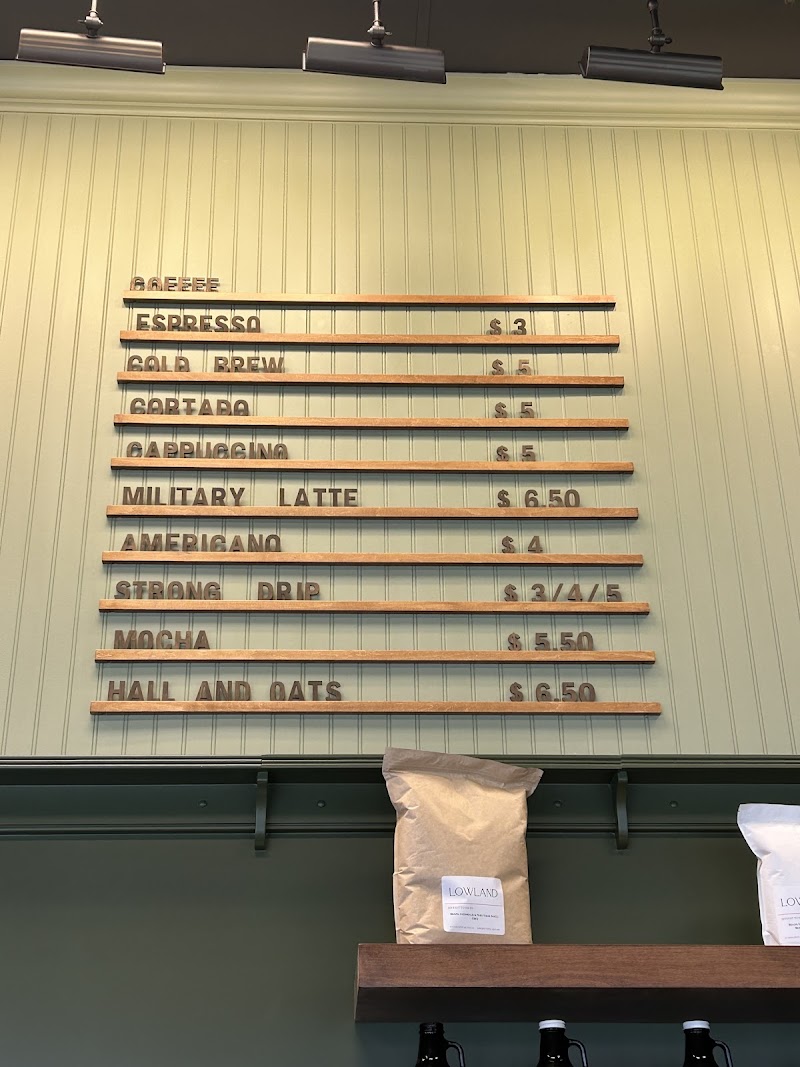 COFFEE
ESPRESSO $ 3
COLD BREW $ 5
CORTADO $ 5
CAPPUCCINO $ 5
MILITARY LATTE $ 6.50
AMERICANO $ 4
STRONG DRIP $ 3/4/5
MOCHA $ 5.50
HALL AND OATS $ 6.50
LOWLAND
LOW